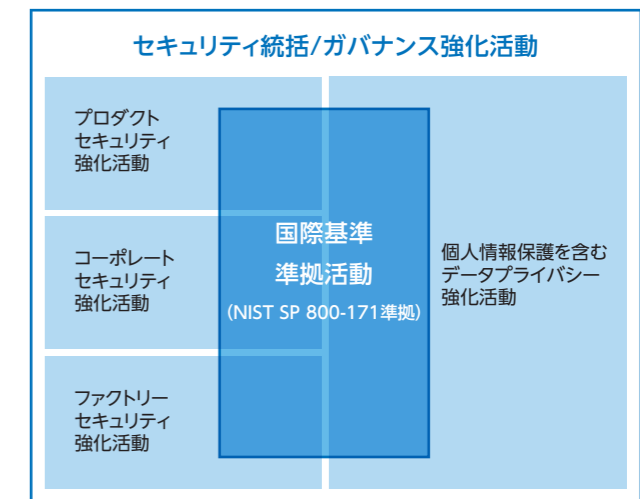 セキュリティ統括/ガバナンス強化活動
プロダクト
セキュリティ
強化活動
コーポレート
セキュリティ
強化活動
ファクトリー
セキュリティ
強化活動
国際基準
準拠活動
（NIST SP 800-171準拠）
個人情報保護を含む
データプライバシー
強化活動